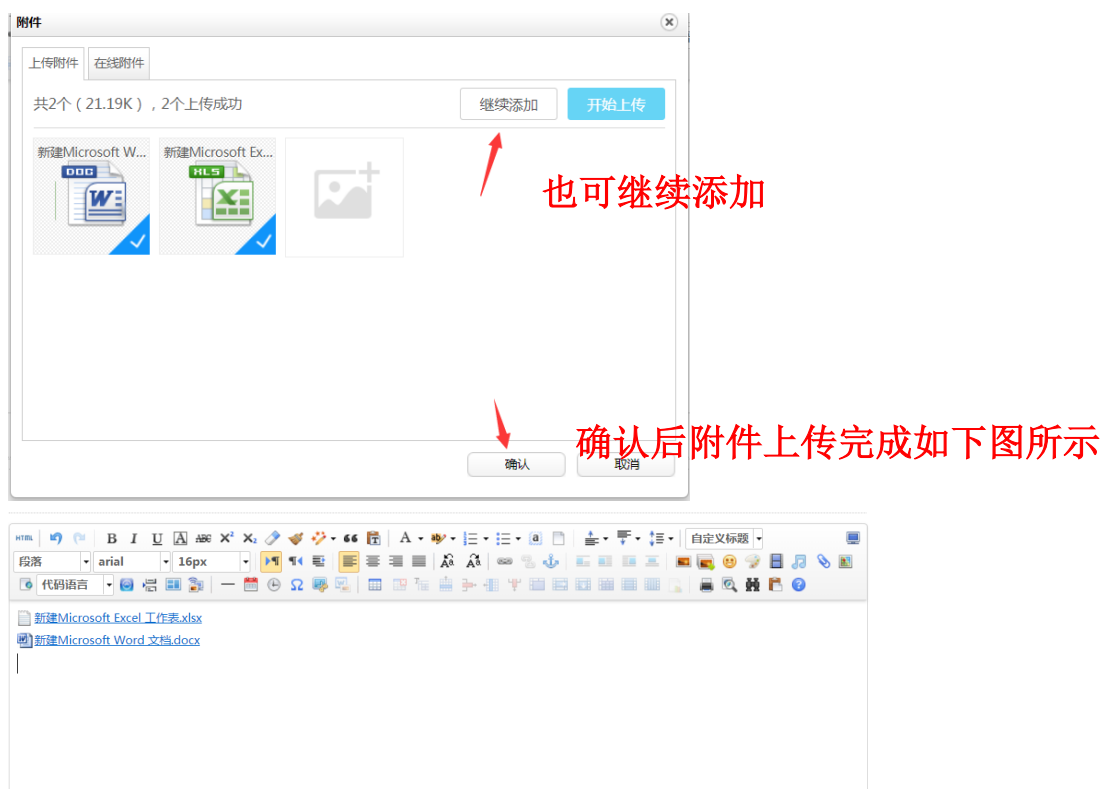 附件
上传附件 在线附件
共2个（21.19K），2个上传成功 继续添加 开始上传
新建Microsoft W... 新建Microsoft Ex...
DOC XLS
也可继续添加
确认后附件上传完成如下图所示
确认 取消
HTML B I U A ABC X² X₂ A 自定义标题
段落 arial 16px
代码语言
新建Microsoft Excel 工作表.xlsx
新建Microsoft Word 文档.docx